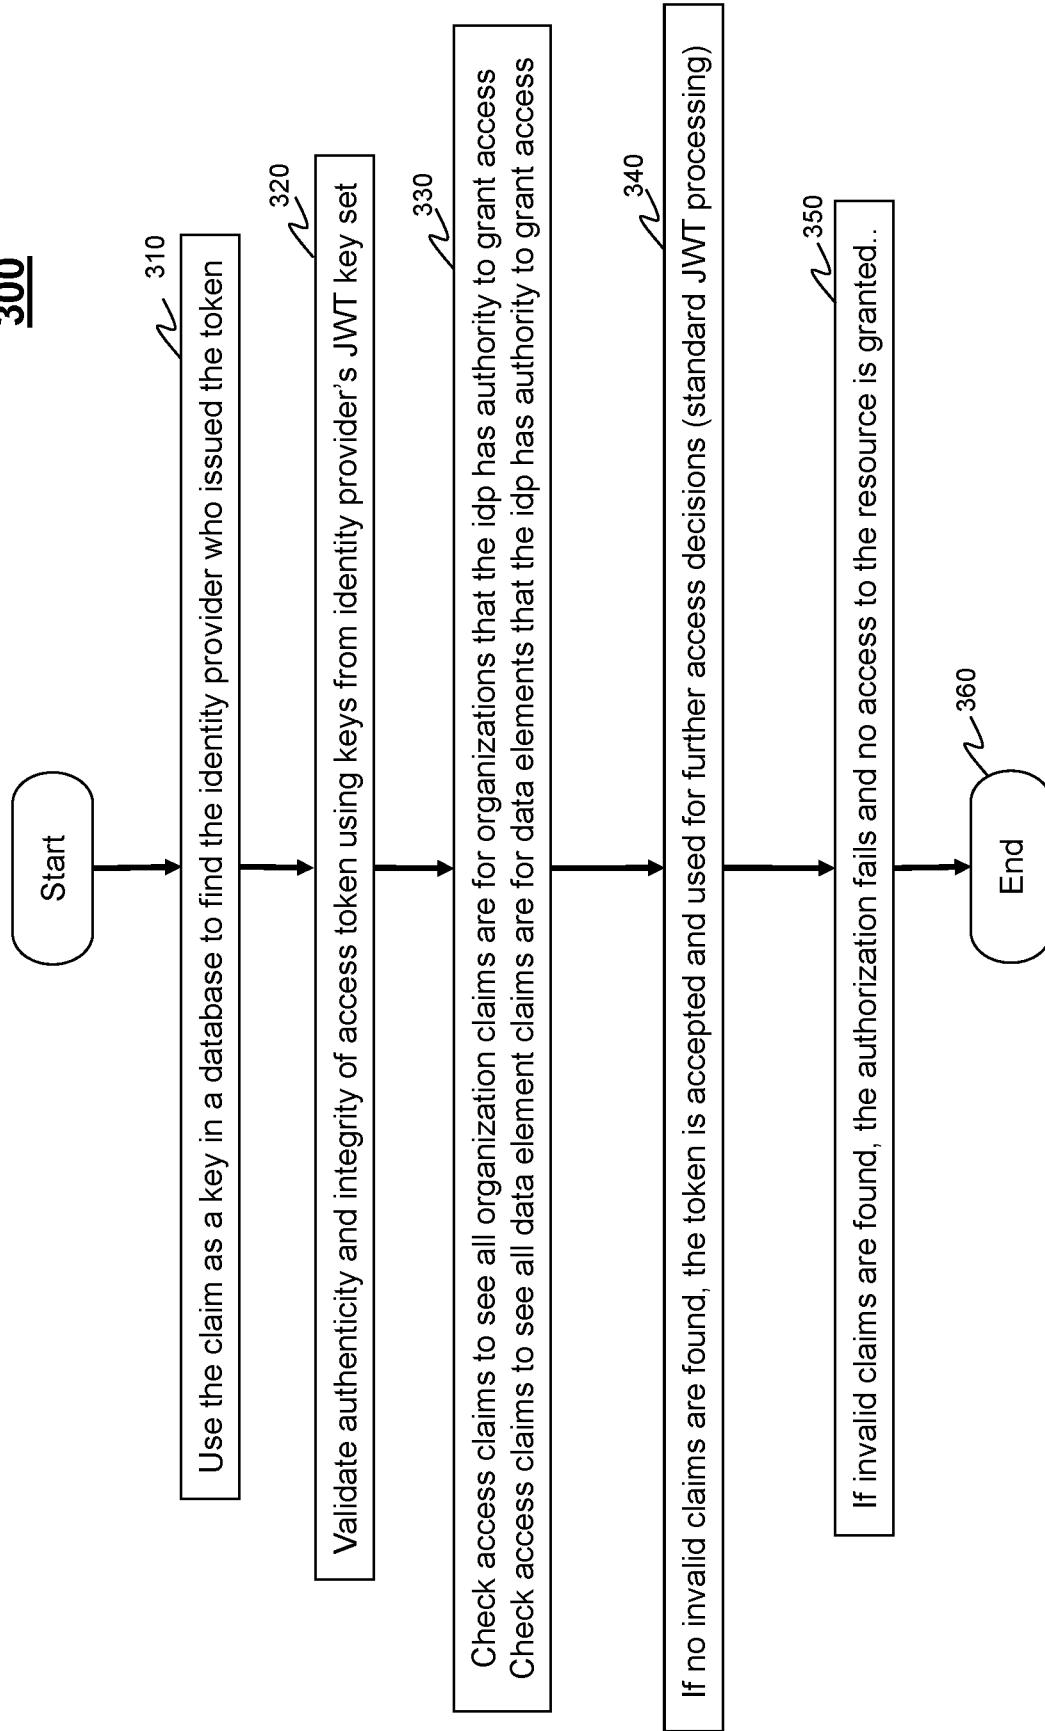 300
Start
310
Use the claim as a key in a database to find the identity provider who issued the token
320
Validate authenticity and integrity of access token using keys from identity provider's JWT key set
330
Check access claims to see all organization claims are for organizations that the idp has authority to grant access
Check access claims to see all data element claims are for data elements that the idp has authority to grant access
340
If no invalid claims are found, the token is accepted and used for further access decisions (standard JWT processing)
350
If invalid claims are found, the authorization fails and no access to the resource is granted..
360
End